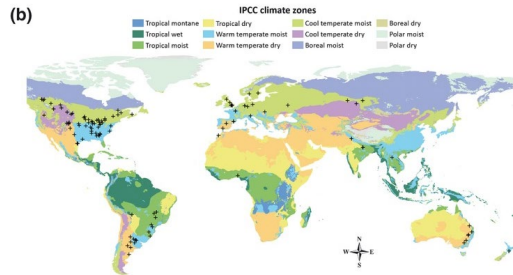 (b)
IPCC climate zones
Tropical montane
Tropical dry
Cool temperate moist
Boreal dry
Tropical wet
Warm temperate moist
Cool temperate dry
Polar moist
Tropical moist
Warm temperate dry
Boreal moist
Polar dry
N
W
E
S